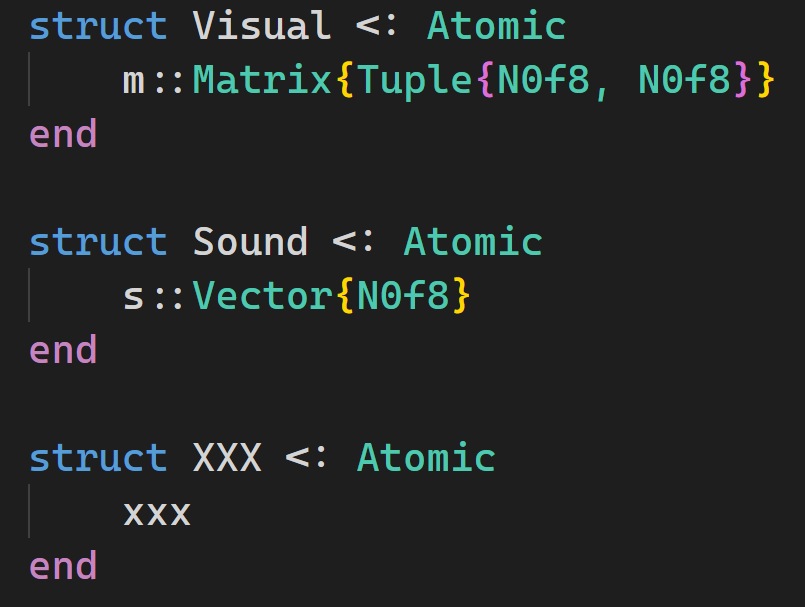 struct Visual <: Atomic
    m::Matrix{Tuple{N0f8, N0f8}}
end
struct Sound <: Atomic
    s::Vector{N0f8}
end
struct XXX <: Atomic
    xxx
end